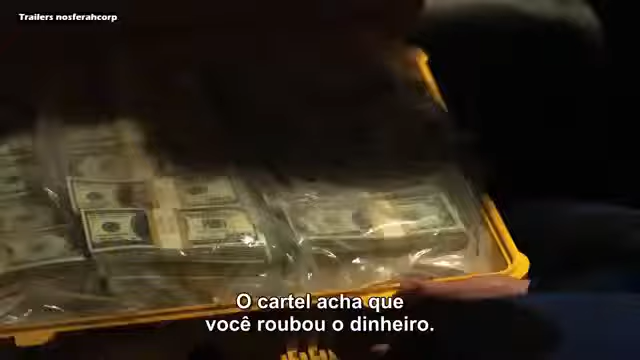 Trailers nosferahcorp
O cartel acha que
você roubou o dinheiro.